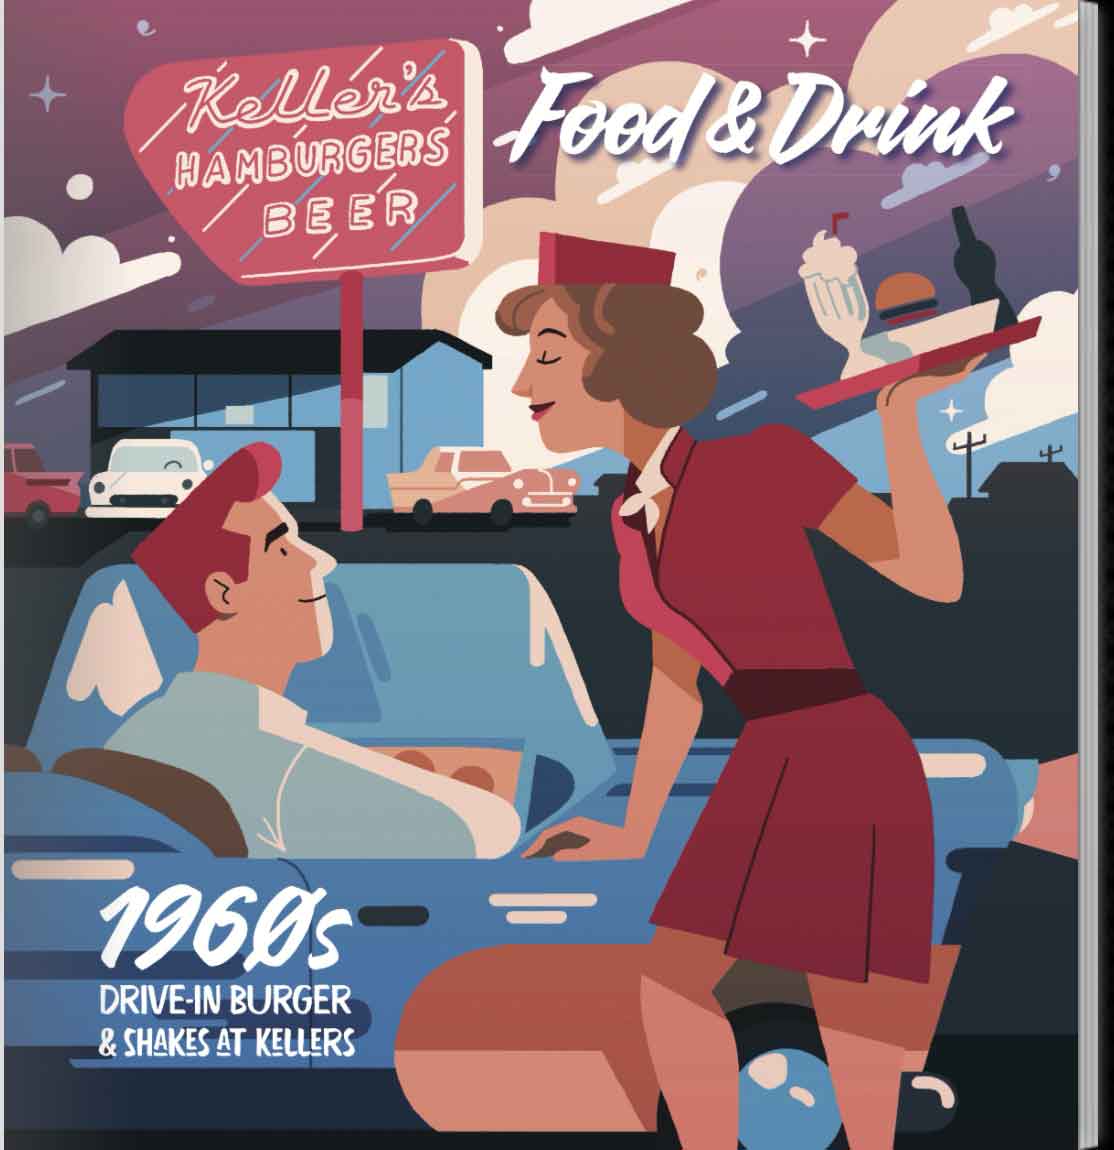 Keller's
HAMBURGERS
BEER
Food & Drink
1960s
DRIVE-IN BURGER
& SHAKES AT KELLERS